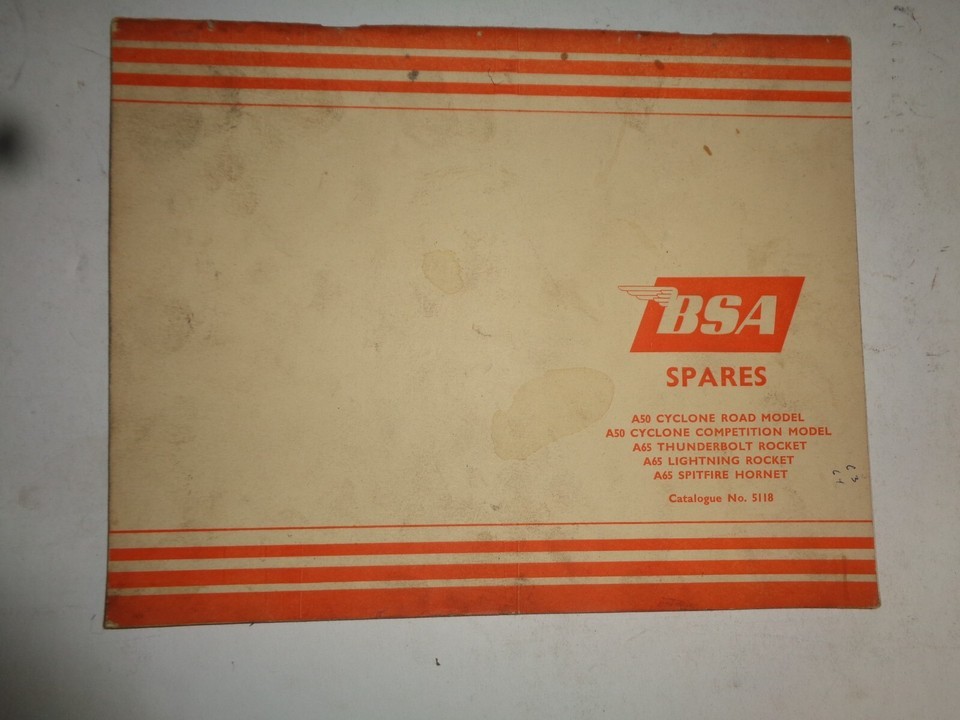 BSA
SPARES
A50 CYCLONE ROAD MODEL
A50 CYCLONE COMPETITION MODEL
A65 THUNDERBOLT ROCKET
A65 LIGHTNING ROCKET
A65 SPITFIRE HORNET
Catalogue No. 5118